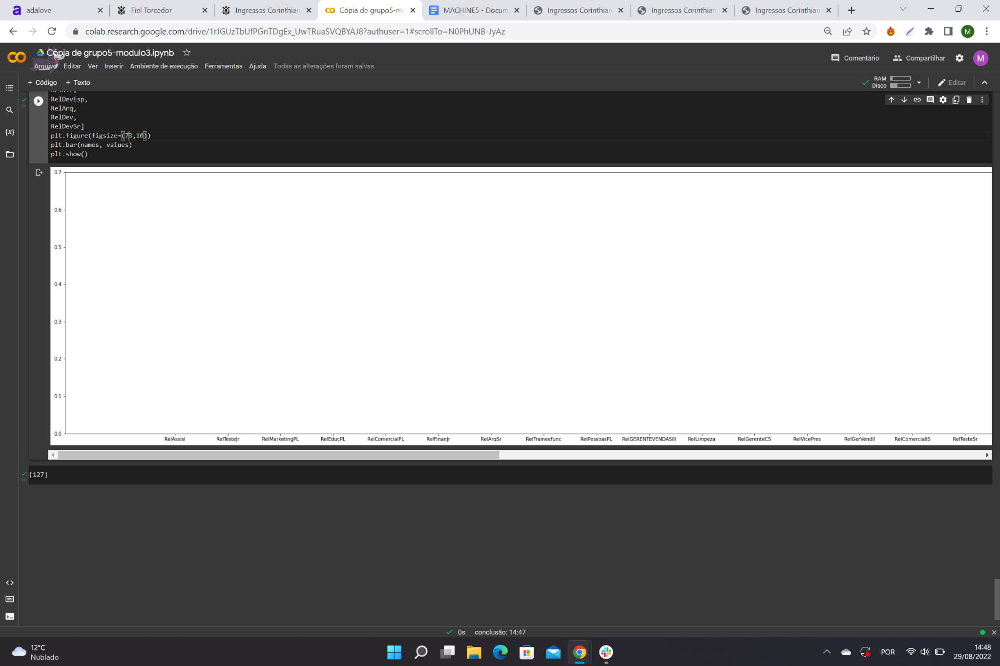 adalove
Fiel Torcedor
Ingressos Corinthian
Cópia de grupo5-mo
MACHINE5 - Docum
Ingressos Corinthian
Ingressos Corinthian
Ingressos Corinthian
colab.research.google.com/drive/1rJGUzTbUfPGnTDgEx_UwTRuaSVQBYAJ8?authuser=1#scrollTo=N0PhUNB-JyAz
M
Cópia de grupo5-modulo3.ipynb
Arquivo Editar Ver Inserir Ambiente de execução Ferramentas Ajuda Todas as alterações foram salvas
Comentário Compartilhar M
+ Código + Texto
RAM
Disco
Editar
RelDir,
0s
RelDevEsp,
RelArq,
RelDev,
RelDevSr]
plt.figure(figsize=(73,10))
plt.bar(names, values)
plt.show()
0.7
0.6
0.5
0.4
0.3
0.2
0.1
0.0
RelAssisI RelTesteJr RelMarketingPL RelEducPL RelComercialPL RelFinanJr RelArqSr RelTraineefunc RelPessoasPL RelGERENTEVENDASIII RelLimpeza RelGerenteCS RelVicePres RelGerVendII RelComercialIS RelTesteSr
[127]
0s
0s conclusão: 14:47
12°C
Nublado
POR
14:48
29/08/2022